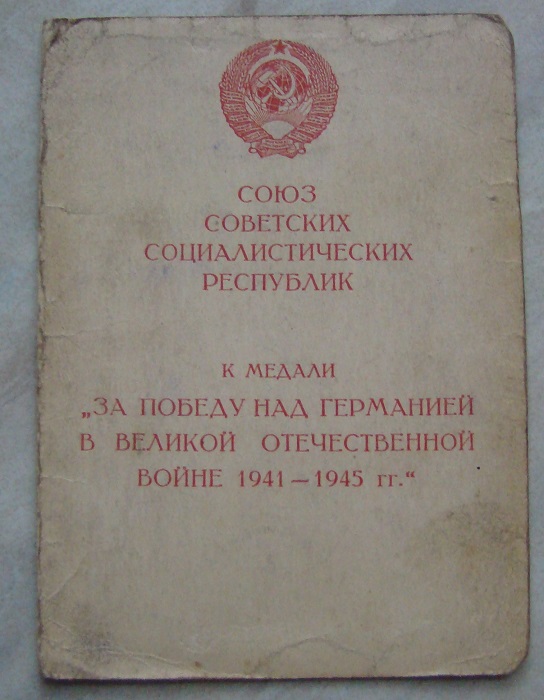 СОЮЗ
СОВЕТСКИХ
СОЦИАЛИСТИЧЕСКИХ
РЕСПУБЛИК
К МЕДАЛИ
„ЗА ПОБЕДУ НАД ГЕРМАНИЕЙ
В ВЕЛИКОЙ ОТЕЧЕСТВЕННОЙ
ВОЙНЕ 1941—1945 гг.“